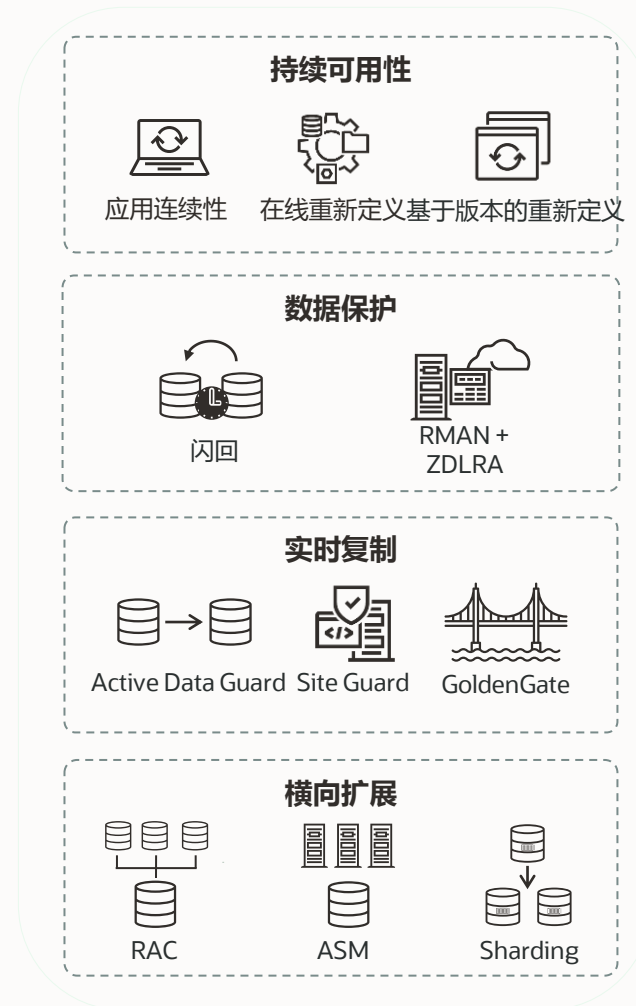 持续可用性
应用连续性
在线重新定义
基于版本的重新定义
数据保护
闪回
RMAN +
ZDLRA
实时复制
Active Data Guard
Site Guard
</>
GoldenGate
横向扩展
RAC
ASM
Sharding